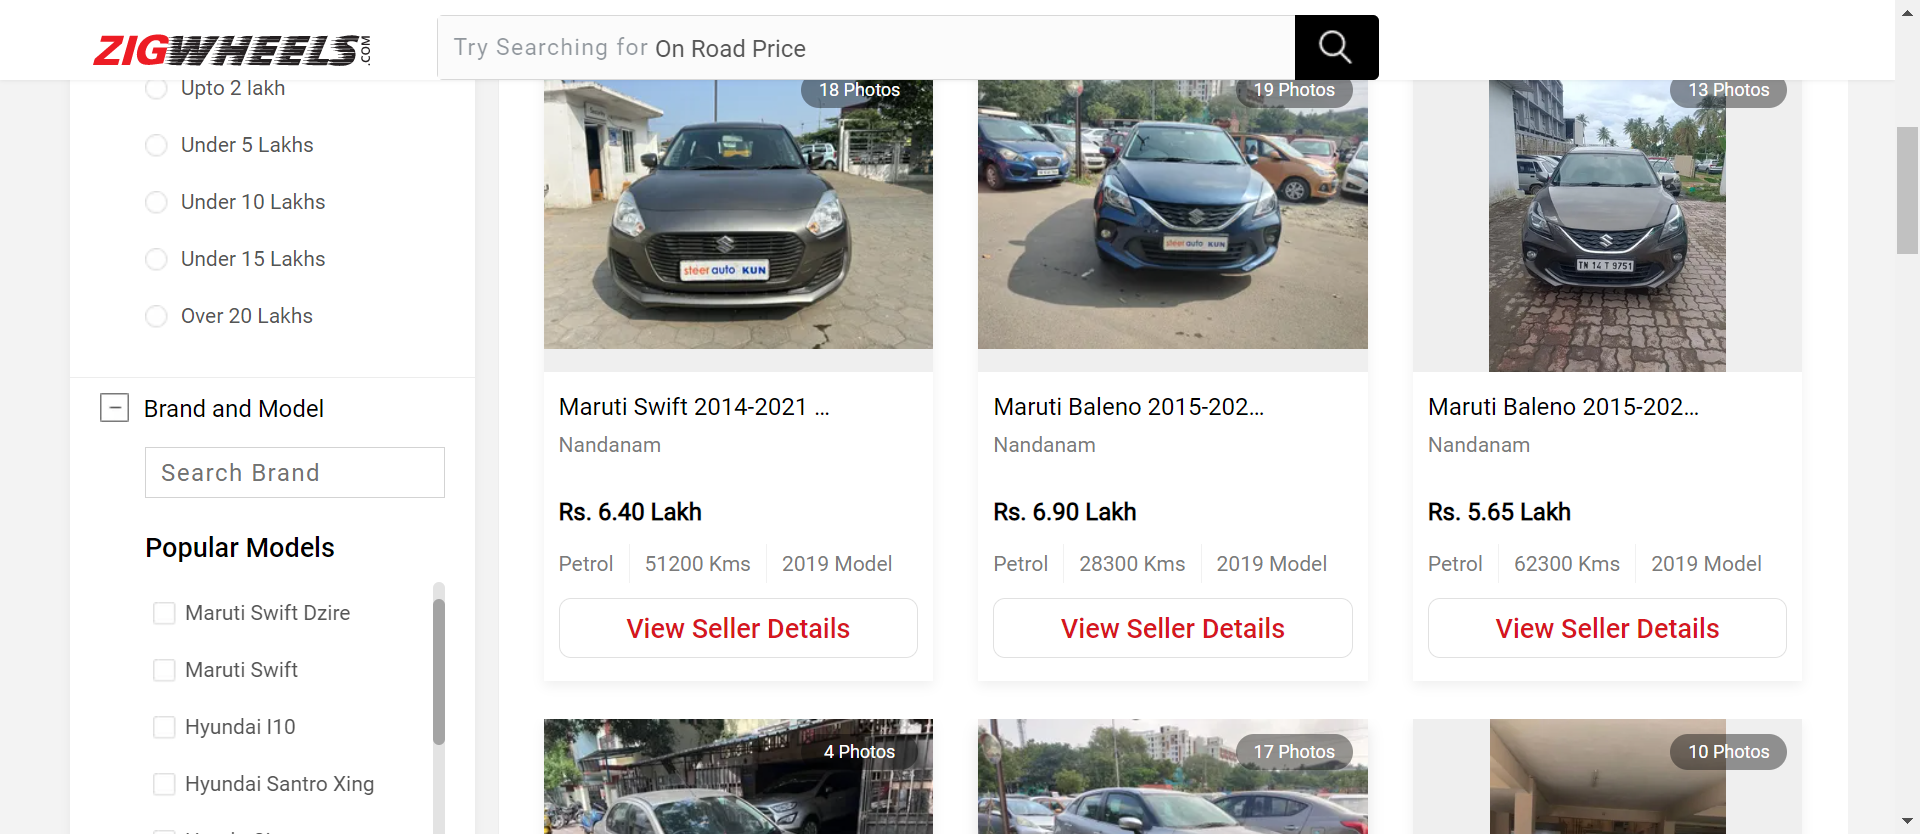 ZIGWHEELS.COM
Try Searching for On Road Price
Upto 2 lakh
Under 5 Lakhs
Under 10 Lakhs
Under 15 Lakhs
Over 20 Lakhs
Brand and Model
Search Brand
Popular Models
Maruti Swift Dzire
Maruti Swift
Hyundai I10
Hyundai Santro Xing
18 Photos
steer auto KUN
Maruti Swift 2014-2021 ...
Nandanam
Rs. 6.40 Lakh
Petrol
51200 Kms
2019 Model
View Seller Details
19 Photos
steer auto KUN
Maruti Baleno 2015-202...
Nandanam
Rs. 6.90 Lakh
Petrol
28300 Kms
2019 Model
View Seller Details
13 Photos
TN 14 T 9751
Maruti Baleno 2015-202...
Nandanam
Rs. 5.65 Lakh
Petrol
62300 Kms
2019 Model
View Seller Details
4 Photos
17 Photos
10 Photos